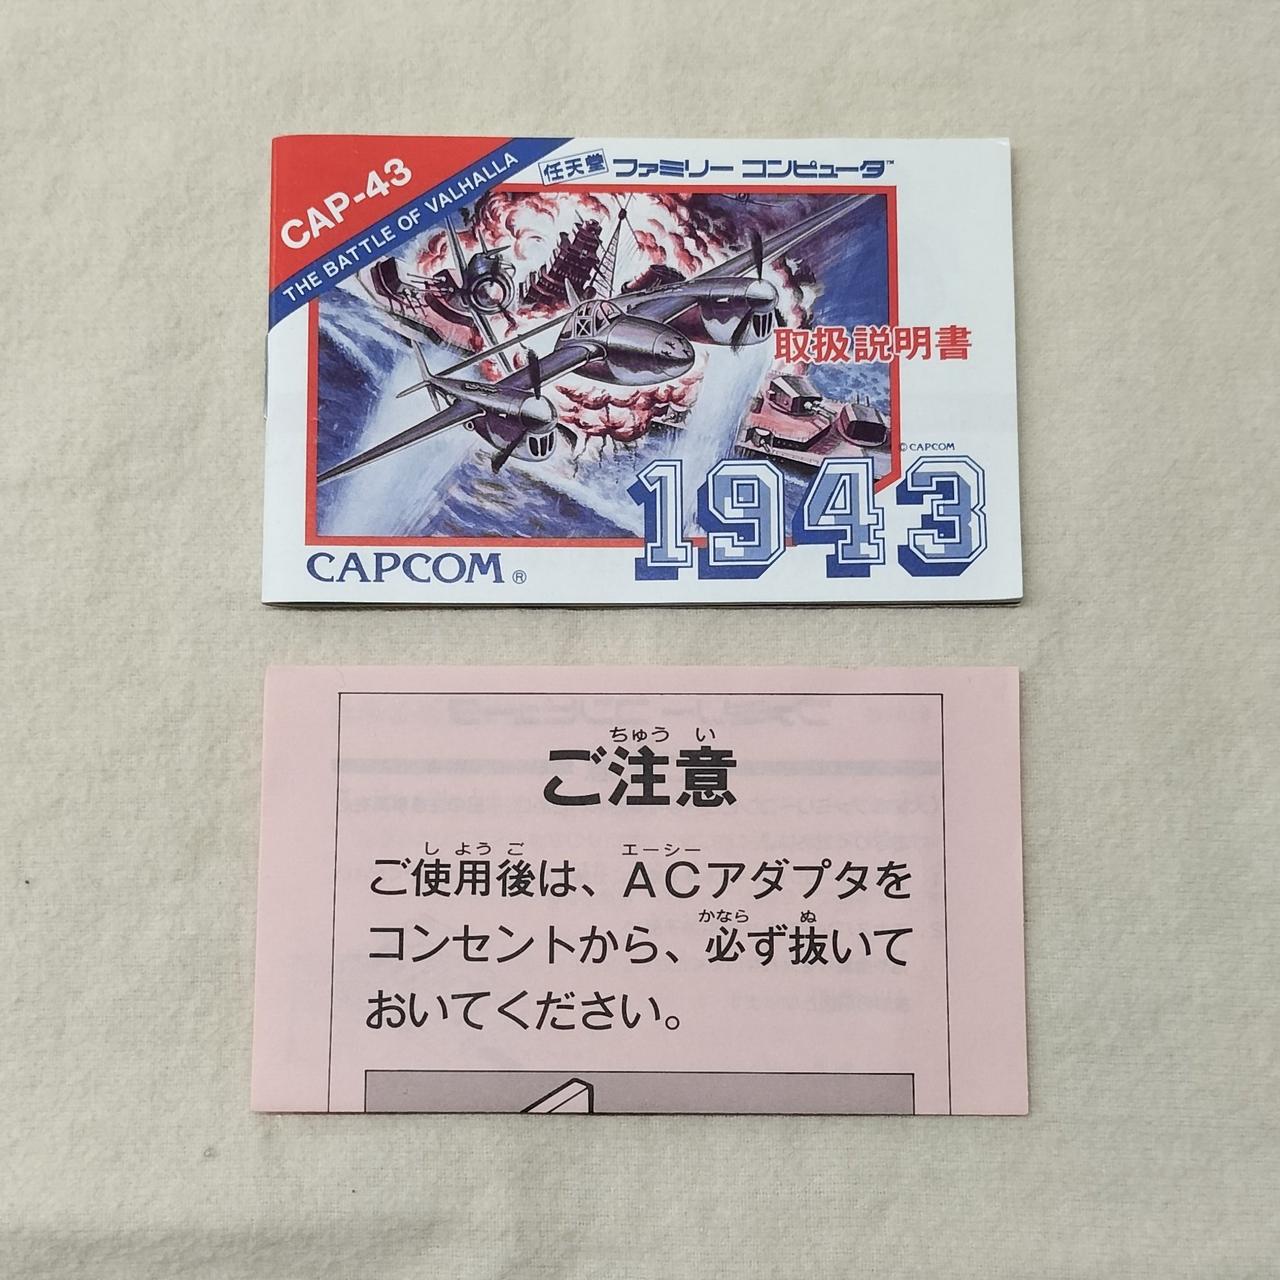 CAP-43
THE BATTLE OF VALHALLA
任天堂 ファミリー コンピュータ™
取扱説明書
©CAPCOM
1943
CAPCOM®
ちゅう い
ご注意
し よう ご エーシー
ご使用後は、ACアダプタを
かなら ぬ
コンセントから、必ず抜いて
おいてください。